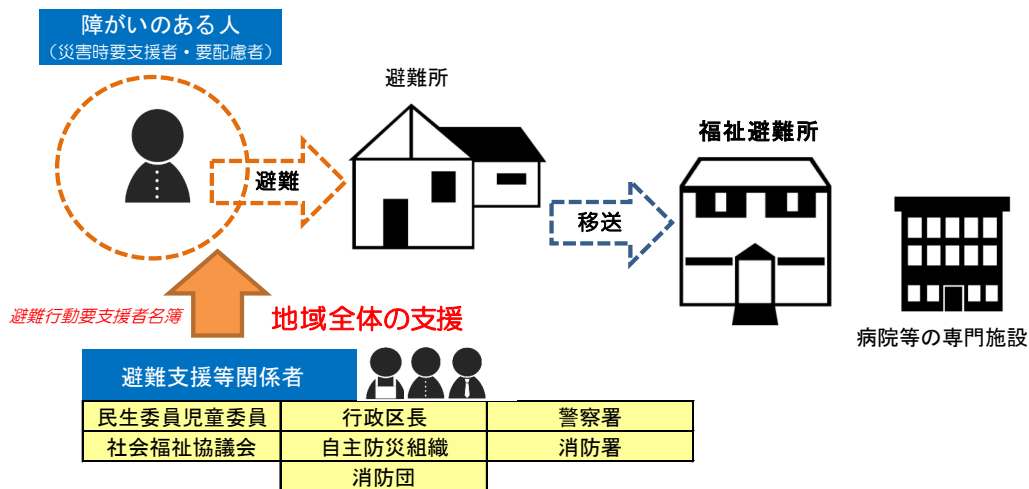 障がいのある人
（災害時要支援者・要配慮者）
避難所
福祉避難所
避難
移送
病院等の専門施設
避難行動要支援者名簿
地域全体の支援
避難支援等関係者
民生委員児童委員 行政区長 警察署
社会福祉協議会 自主防災組織 消防署
消防団